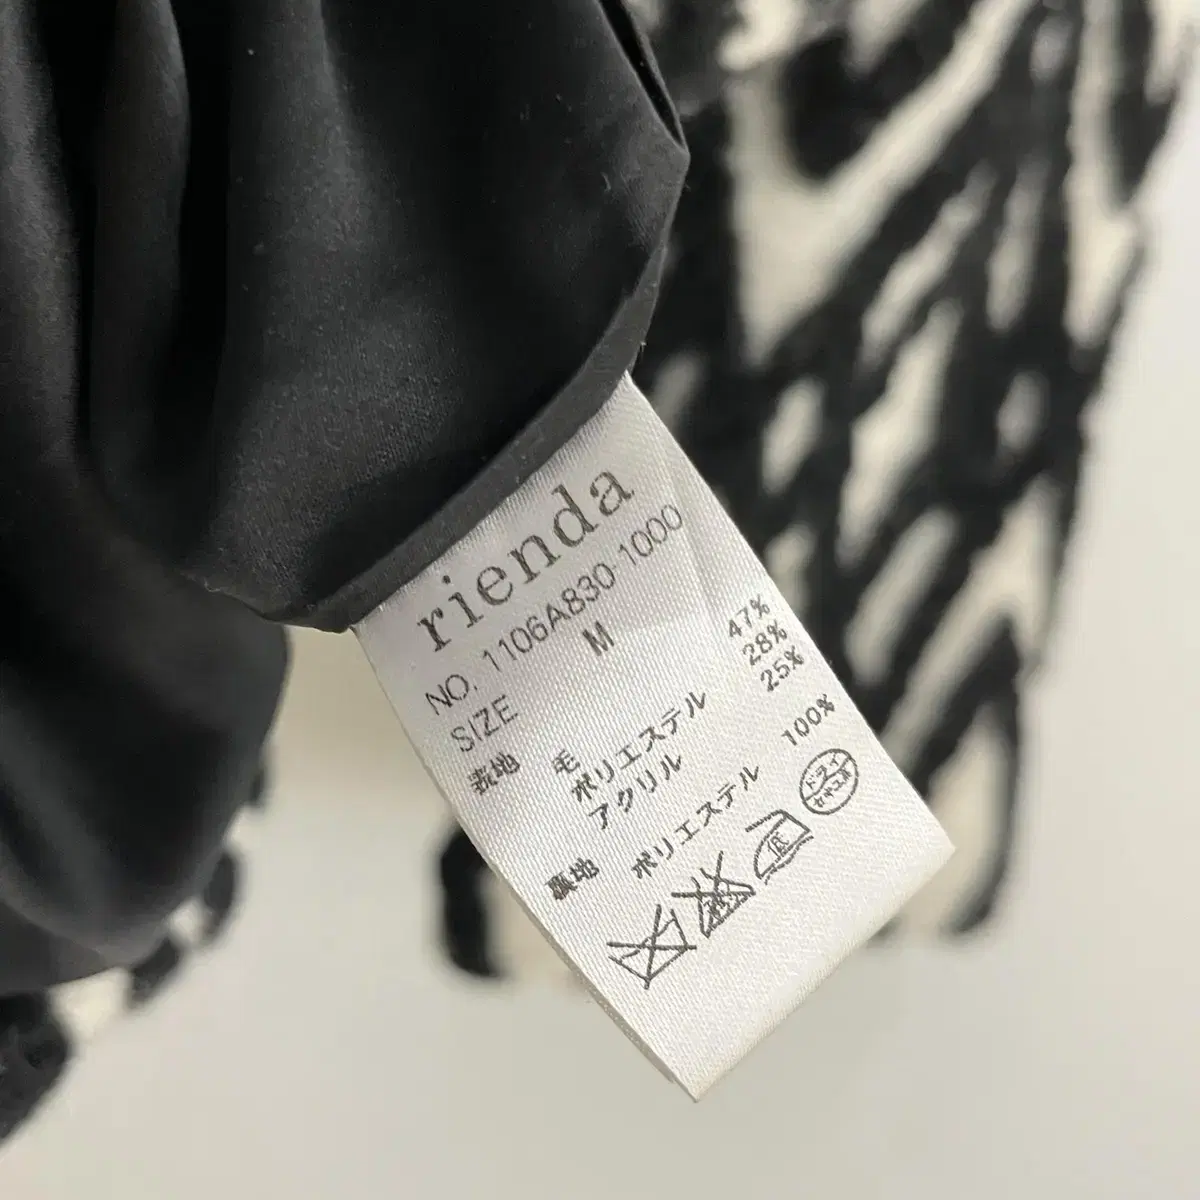 rienda
NO. 1106A830-1000
SIZE M
表地 毛 47%
ポリエステル 28%
アクリル 25%
裏地 ポリエステル 100%
ドライ
セキユ系